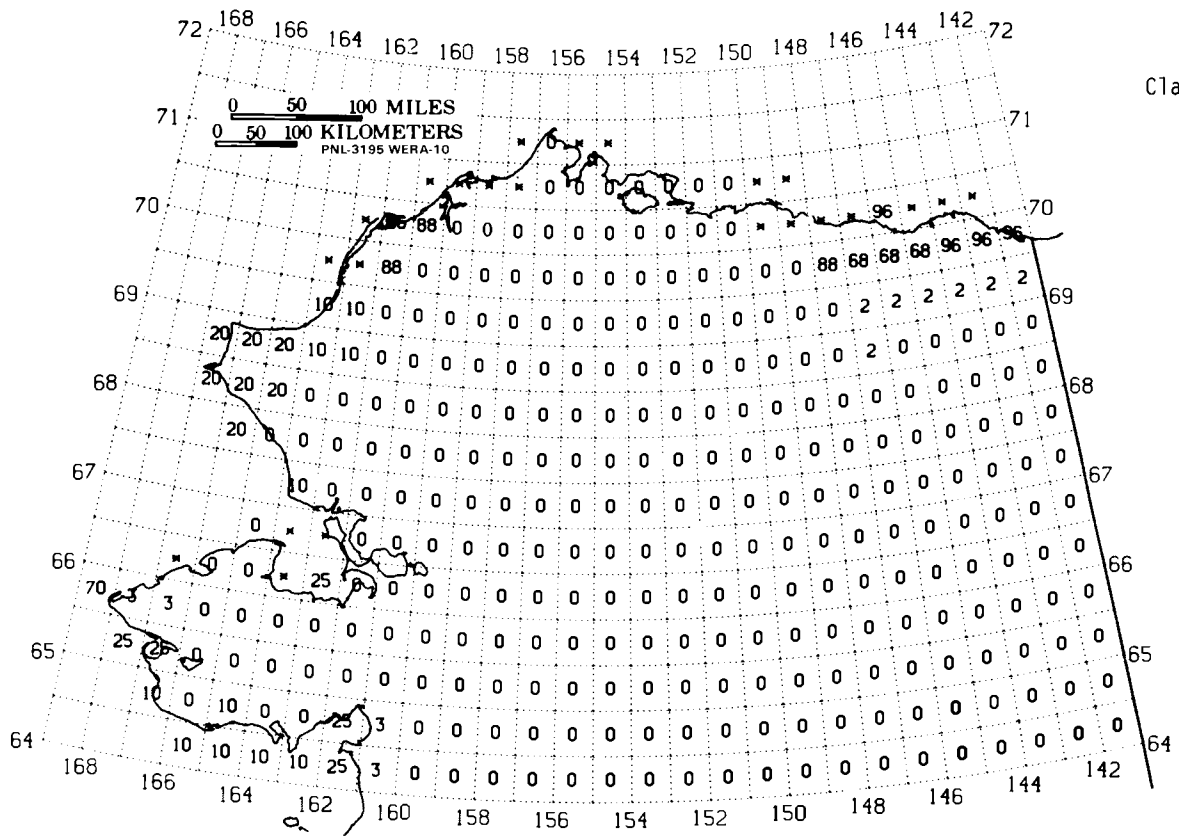 168 166 164 162 160 158 156 154 152 150 148 146 144 142
72 72
Cla
0 50 100 MILES
0 50 100 KILOMETERS
PNL-3195 WERA-10
71 71
× 0 × ×
× × × × 0 0 0 0 0 0 0 × ×
70 70
× × 88 0 0 0 0 0 0 0 0 0 0 × × × × 96 × × ×
× × 88 0 0 0 0 0 0 0 0 0 0 0 0 0 88 68 68 68 96 96 96
69 69
10 10 0 0 0 0 0 0 0 0 0 0 0 0 0 0 0 2 2 2 2 2 2
20 20 20 10 10 0 0 0 0 0 0 0 0 0 0 0 0 0 0 0 2 0 0 0 0 0
68 68
20 20 20 0 0 0 0 0 0 0 0 0 0 0 0 0 0 0 0 0 0 0 0 0 0 0
20 0 0 0 0 0 0 0 0 0 0 0 0 0 0 0 0 0 0 0 0 0 0 0 0
67 67
10 0 0 0 0 0 0 0 0 0 0 0 0 0 0 0 0 0 0 0 0 0 0
0 × × 0 0 0 0 0 0 0 0 0 0 0 0 0 0 0 0 0 0 0 0 0
66 66
× 0 0 × 25 0 0 0 0 0 0 0 0 0 0 0 0 0 0 0 0 0 0 0 0 0
70 3 3 0 0 0 0 0 0 0 0 0 0 0 0 0 0 0 0 0 0 0 0 0 0 0 0 0
65 65
25 25 0 0 0 0 0 0 0 0 0 0 0 0 0 0 0 0 0 0 0 0 0 0 0 0 0
10 0 10 0 0 25 3 0 0 0 0 0 0 0 0 0 0 0 0 0 0 0 0 0 0 0
64 64
10 10 10 10 25 3 0 0 0 0 0 0 0 0 0 0 0 0 0 0 0 0 0 0 0
168 166 164 162 160 158 156 154 152 150 148 146 144 142